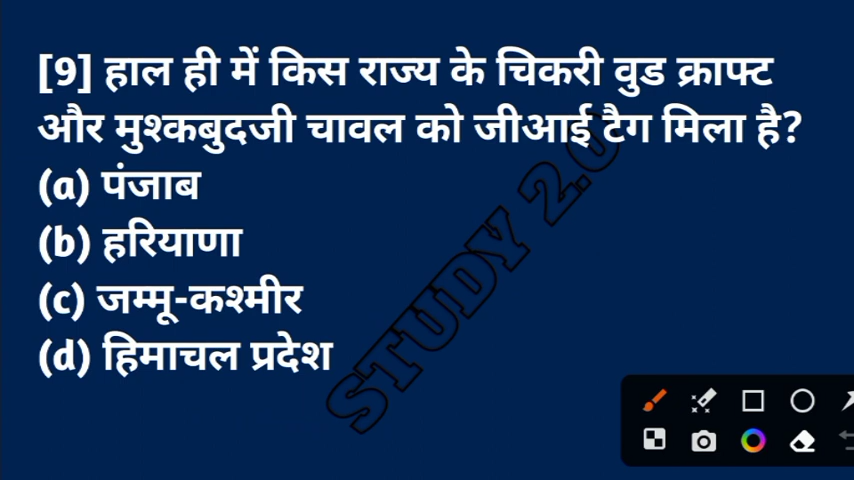 [9] हाल ही में किस राज्य के चिकरी वुड क्राफ्ट
और मुश्कबुदजी चावल को जीआई टैग मिला है?
(a) पंजाब
(b) हरियाणा
(c) जम्मू-कश्मीर
(d) हिमाचल प्रदेश
STUDY 2.0